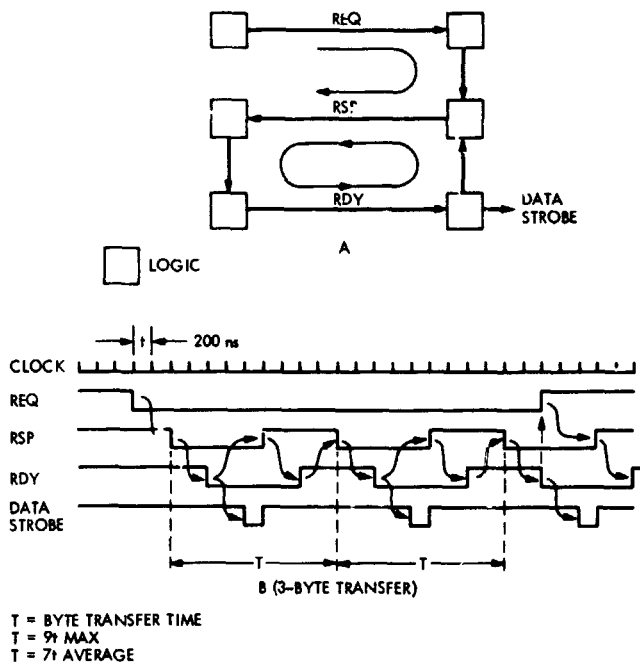 REQ
RSP
RDY
DATA STROBE
A
LOGIC
t 200 ns
CLOCK
REQ
RSP
RDY
DATA STROBE
T T
B (3-BYTE TRANSFER)
T = BYTE TRANSFER TIME
T = 9t MAX
T = 7t AVERAGE